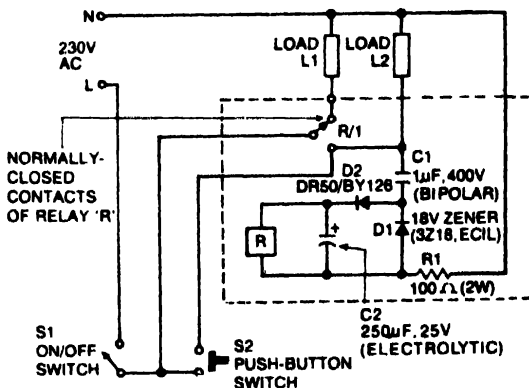 N
230V
AC
L
LOAD
L1
LOAD
L2
R/1
NORMALLY-
CLOSED
CONTACTS
OF RELAY 'R'
C1
1µF, 400V
(BIPOLAR)
D2
DR50/BY126
18V ZENER
(3Z18, ECIL)
D1
R
+
R1
100 Ω (2W)
C2
250µF, 25V
(ELECTROLYTIC)
S1
ON/OFF
SWITCH
S2
PUSH-BUTTON
SWITCH